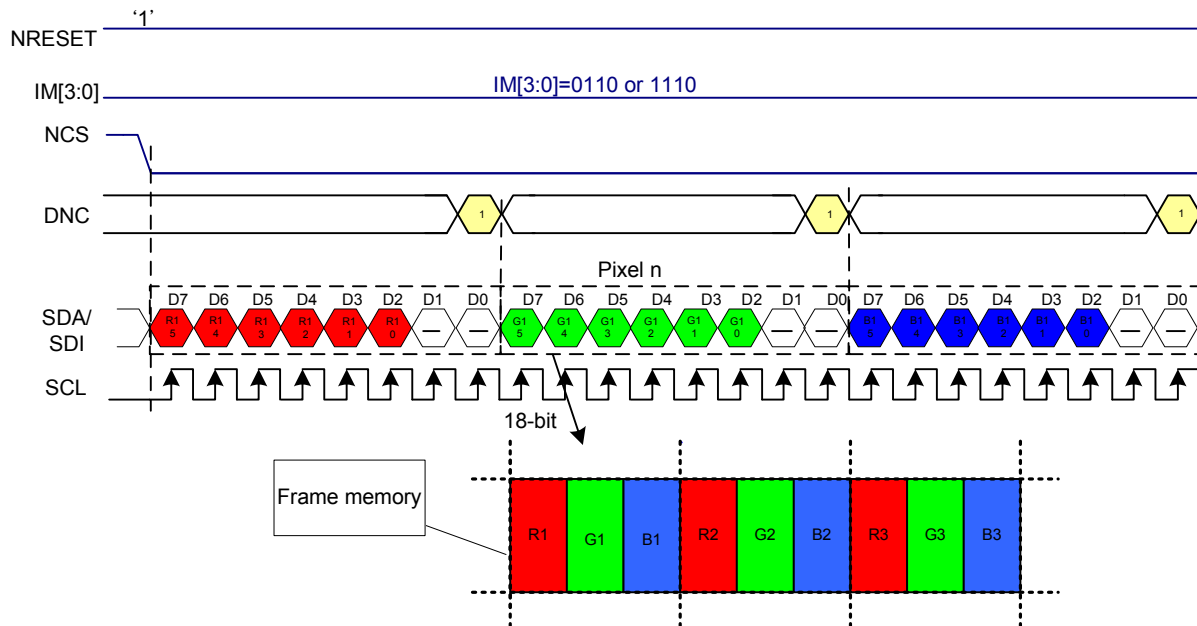 ‘1’
NRESET
IM[3:0]
IM[3:0]=0110 or 1110
NCS
DNC
1
1
1
Pixel n
D7 D6 D5 D4 D3 D2 D1 D0 D7 D6 D5 D4 D3 D2 D1 D0 D7 D6 D5 D4 D3 D2 D1 D0
SDA/
SDI
R1 R1 R1 R1 R1 R1 — — G1 G1 G1 G1 G1 G1 — — B1 B1 B1 B1 B1 B1 — —
5 4 3 2 1 0 5 4 3 2 1 0 5 4 3 2 1 0
SCL
18-bit
Frame memory
R1 G1 B1 R2 G2 B2 R3 G3 B3